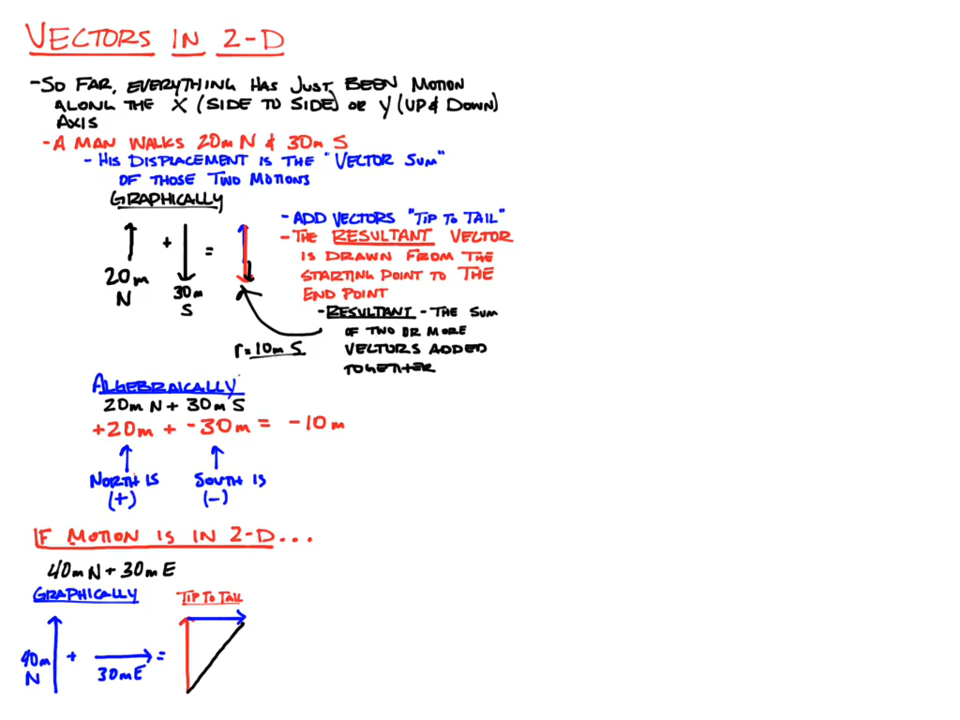 VECTORS IN 2-D
- SO FAR, EVERYTHING HAS JUST BEEN MOTION
ALONG THE X (SIDE TO SIDE) OR Y (UP & DOWN)
AXIS
- A MAN WALKS 20m N & 30m S
- HIS DISPLACEMENT IS THE "VECTOR SUM"
OF THOSE TWO MOTIONS
GRAPHICALLY
20m
N
+
30m
S
=
r = 10m S
- ADD VECTORS "TIP TO TAIL"
- THE RESULTANT VECTOR
IS DRAWN FROM THE
STARTING POINT TO THE
END POINT
- RESULTANT - THE SUM
OF TWO OR MORE
VECTORS ADDED
TOGETHER
ALGEBRAICALLY
20m N + 30m S
+20m + -30m = -10m
NORTH IS
(+)
SOUTH IS
(-)
IF MOTION IS IN 2-D...
40m N + 30m E
GRAPHICALLY
TIP TO TAIL
40m
N
+
30m E
=